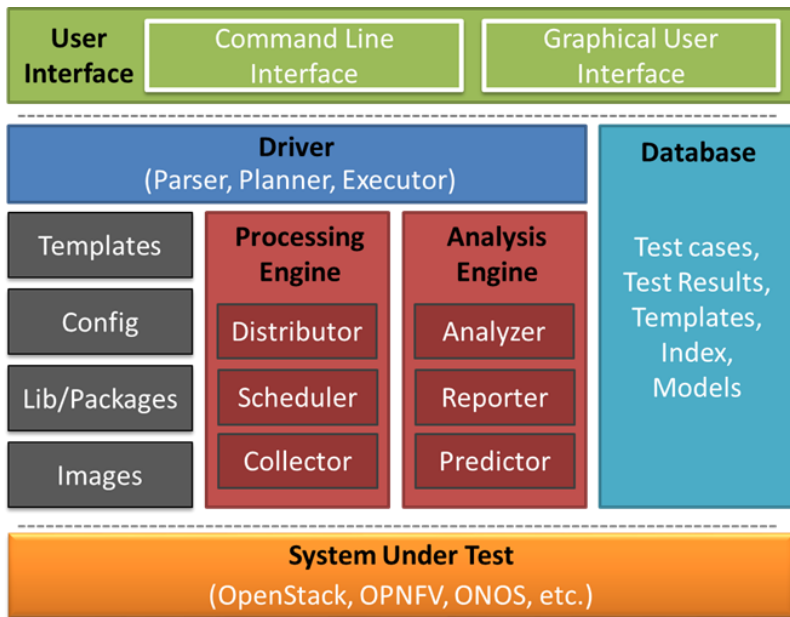 User
Interface
Command Line
Interface
Graphical User
Interface
Driver
(Parser, Planner, Executor)
Templates
Config
Lib/Packages
Images
Processing
Engine
Distributor
Scheduler
Collector
Analysis
Engine
Analyzer
Reporter
Predictor
Database
Test cases,
Test Results,
Templates,
Index,
Models
System Under Test
(OpenStack, OPNFV, ONOS, etc.)